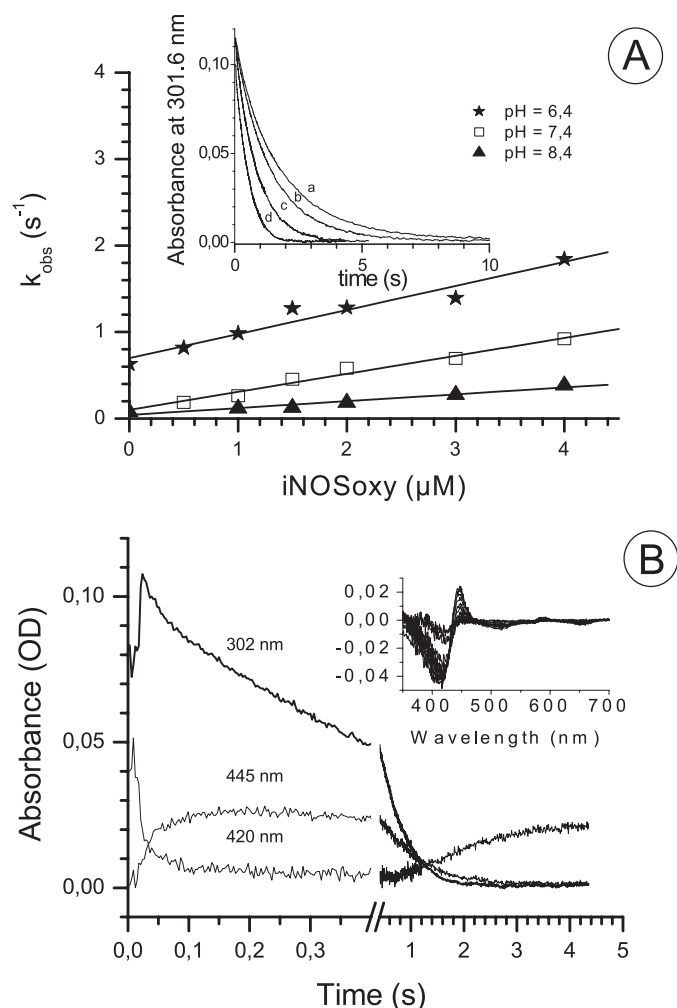 A
4
3
2
1
0
k_obs (s⁻¹)
0 1 2 3 4
iNOSoxy (µM)
0,10
0,05
0,00
Absorbance at 301.6 nm
0 5 10
time (s)
a
b
c
d
pH = 6,4
pH = 7,4
pH = 8,4
B
0,10
0,05
0,00
Absorbance (OD)
302 nm
445 nm
420 nm
0,02
0,00
-0,02
-0,04
400 500 600 700
Wavelength (nm)
0,0 0,1 0,2 0,3 1 2 3 4 5
Time (s)